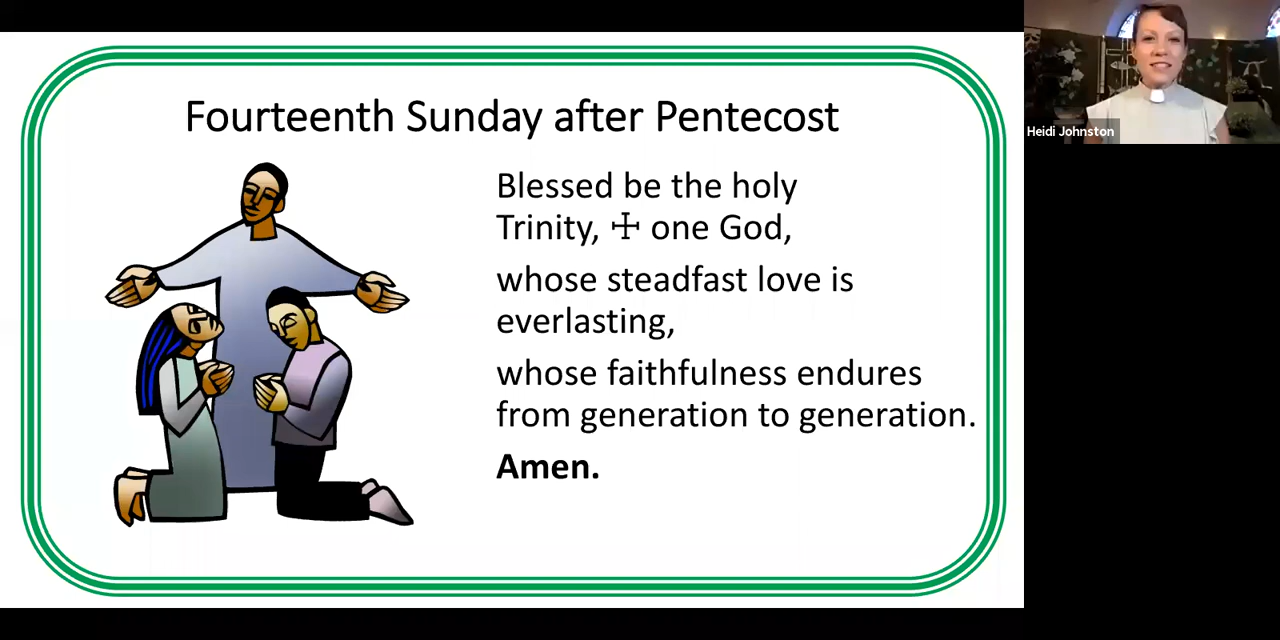 Fourteenth Sunday after Pentecost
Blessed be the holy
Trinity, ☩ one God,
whose steadfast love is
everlasting,
whose faithfulness endures
from generation to generation.
Amen.
Heidi Johnston